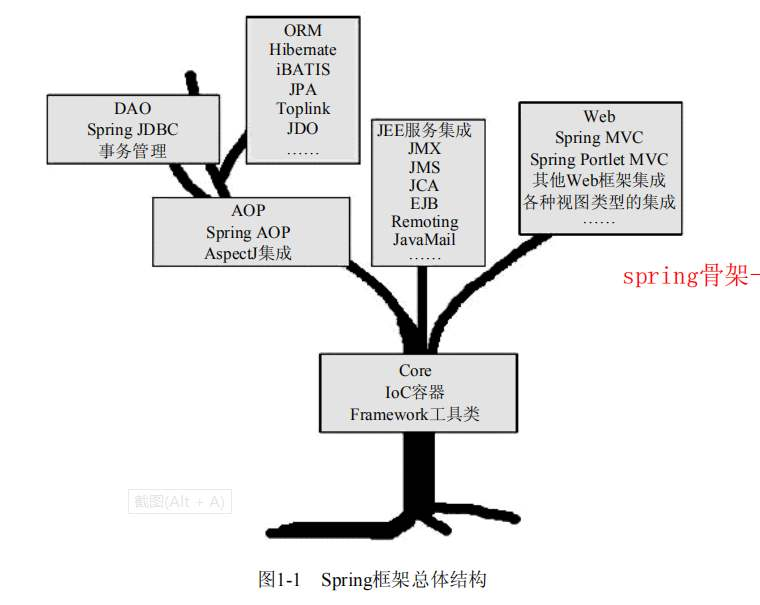 ORM
Hibernate
iBATIS
JPA
Toplink
JDO
……
DAO
Spring JDBC
事务管理
JEE服务集成
JMX
JMS
JCA
EJB
Remoting
JavaMail
……
Web
Spring MVC
Spring Portlet MVC
其他Web框架集成
各种视图类型的集成
……
AOP
Spring AOP
AspectJ集成
spring骨架-
Core
IoC容器
Framework工具类
截图(Alt + A)
图1-1 Spring框架总体结构